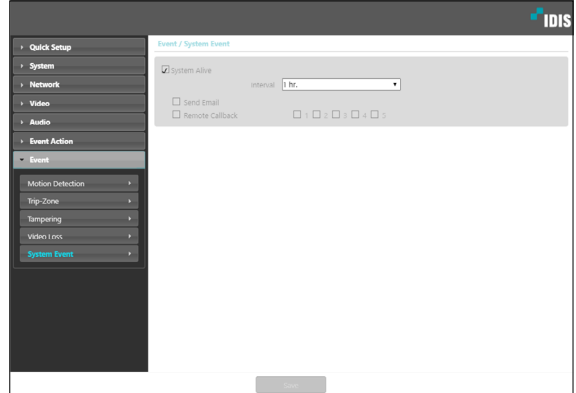 IDIS
Quick Setup
System
Network
Video
Audio
Event Action
Event
Motion Detection
Trip-Zone
Tampering
Video Loss
System Event
Event / System Event
System Alive
Interval 1 hr.
Send Email
Remote Callback 1 2 3 4 5
Save